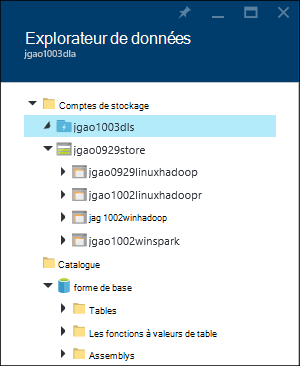 Explorateur de données
jgao1003dla
Comptes de stockage
jgao1003dls
jgao0929store
jgao0929linuxhadoop
jgao1002linuxhadoopr
jag 1002winhadoop
jgao1002winspark
Catalogue
forme de base
Tables
Les fonctions à valeurs de table
Assemblys